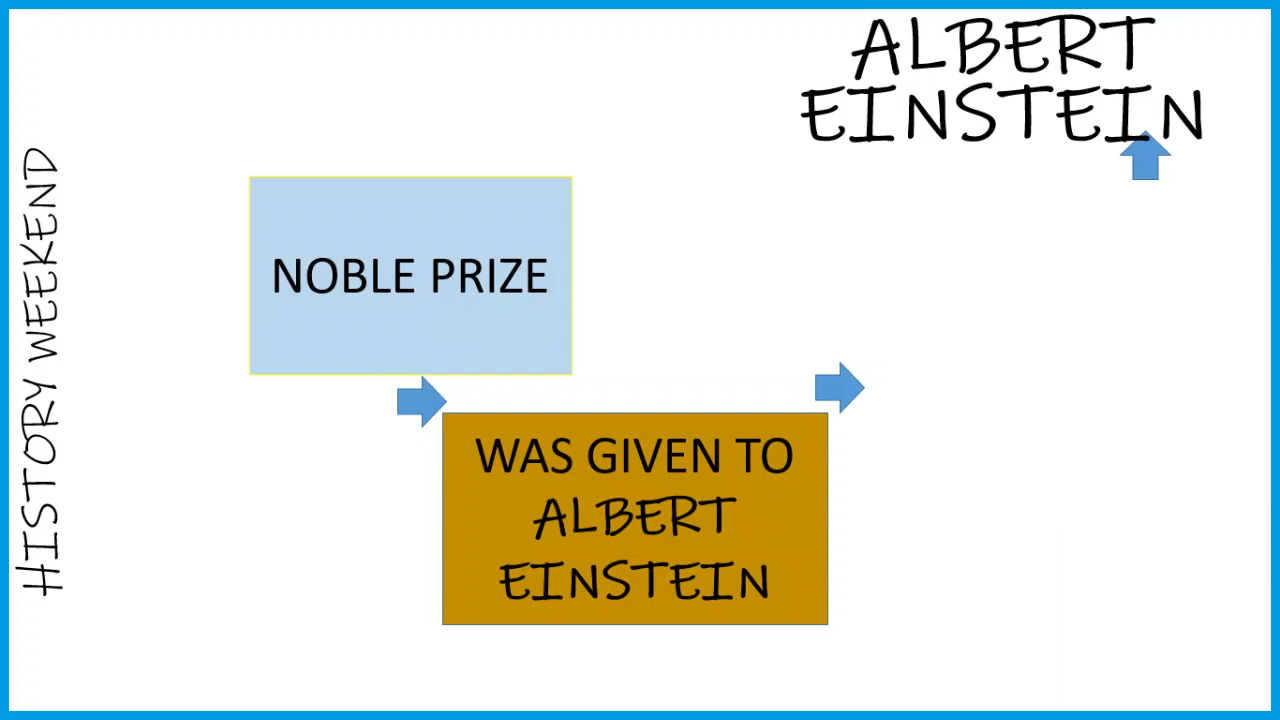 ALBERT
EINSTEIN
HISTORY WEEKEND
NOBLE PRIZE
WAS GIVEN TO
ALBERT
EINSTEIN